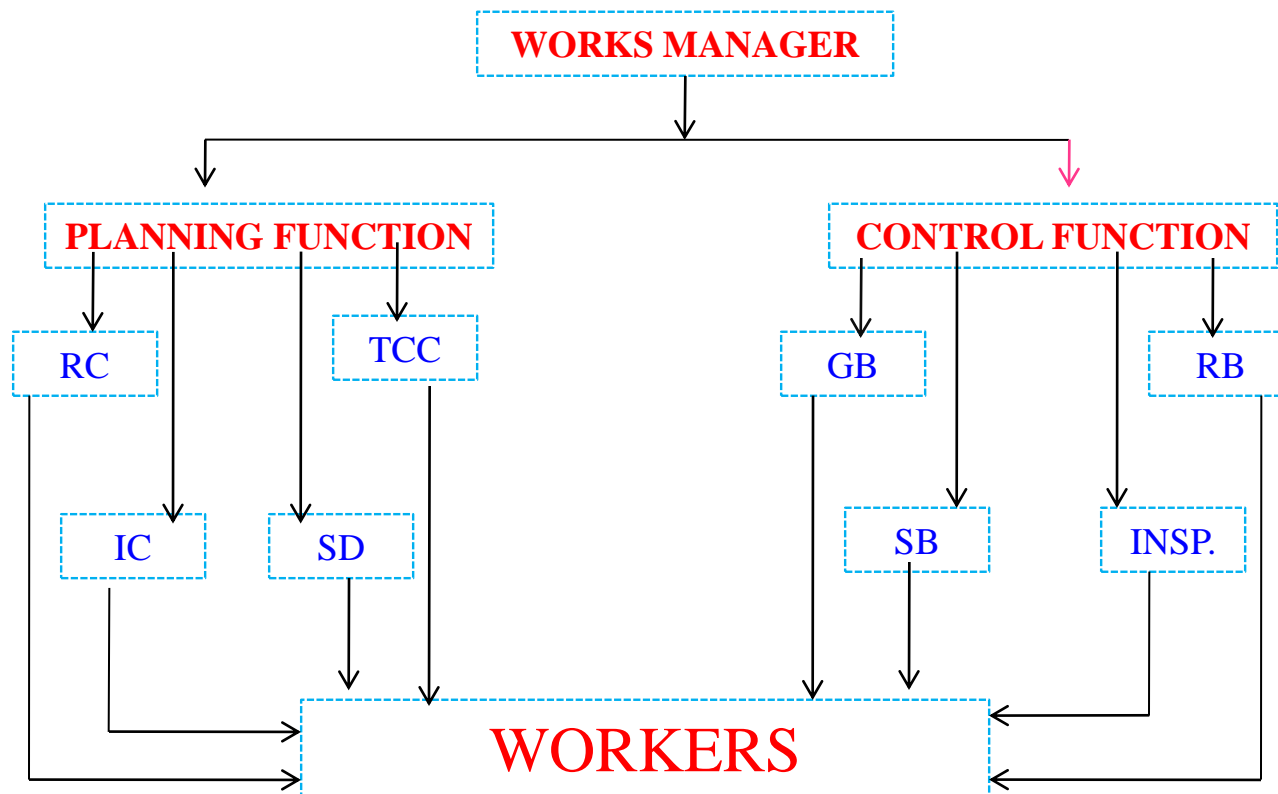 WORKS MANAGER
PLANNING FUNCTION
CONTROL FUNCTION
RC
TCC
GB
RB
IC
SD
SB
INSP.
WORKERS